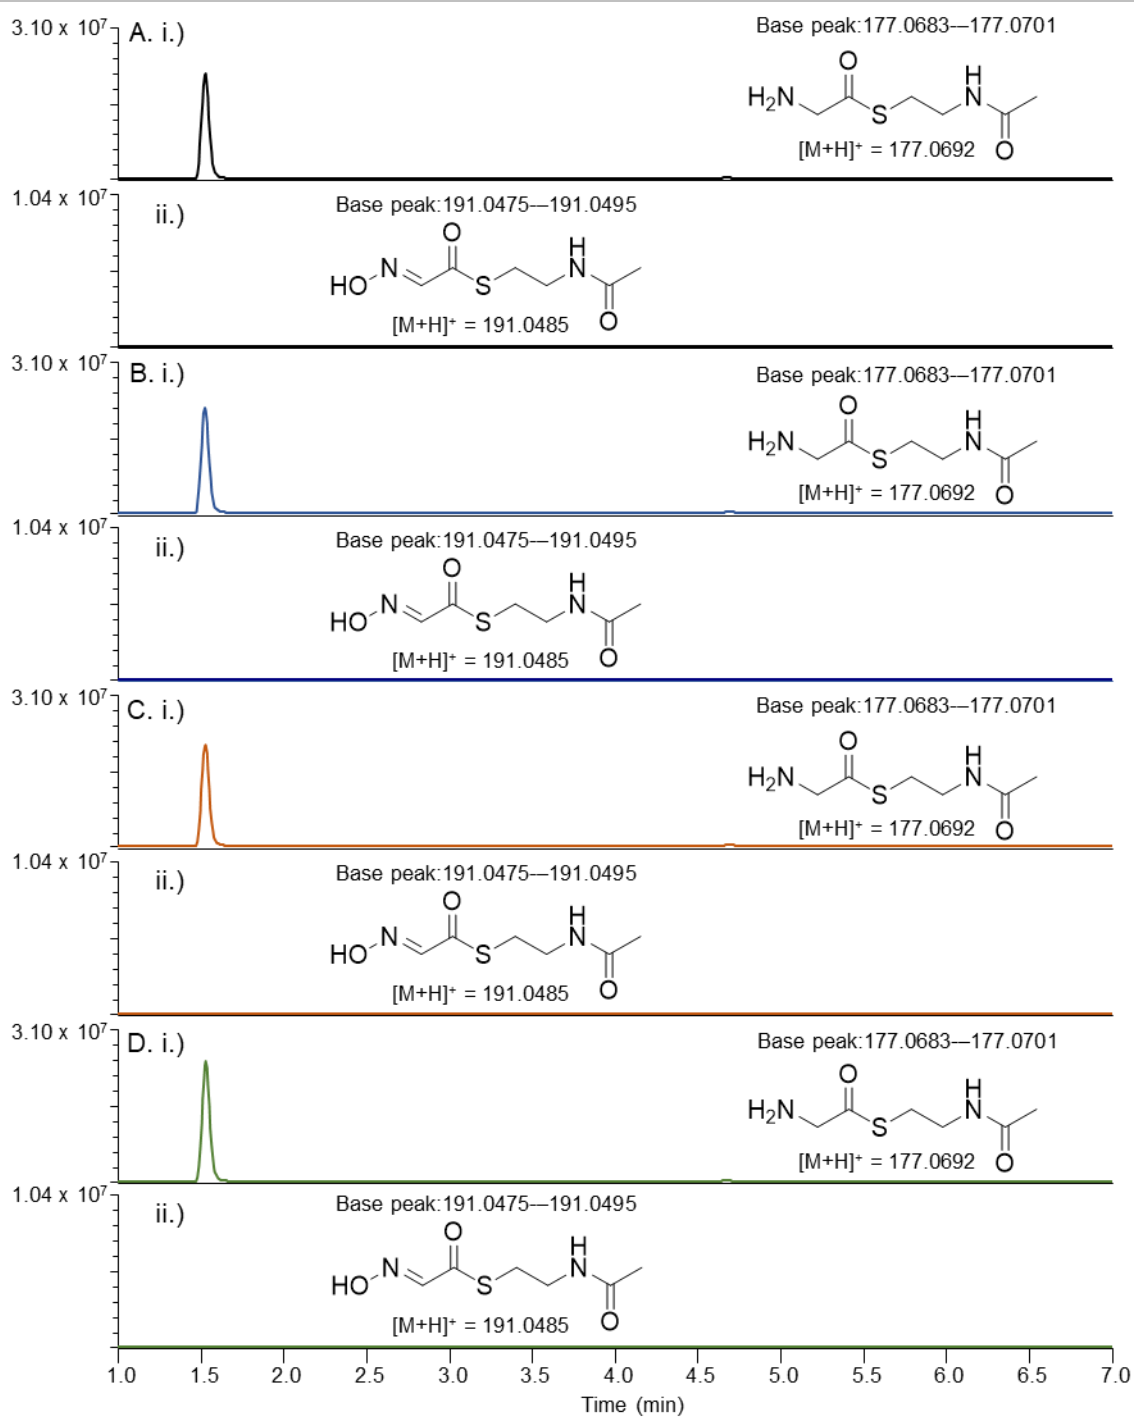 3.10 x 10⁷
A. i.)
Base peak:177.0683-–177.0701
O
H
H₂N
N
S
[M+H]⁺ = 177.0692
O
1.04 x 10⁷
ii.)
Base peak:191.0475-–191.0495
O
H
N
N
HO
S
[M+H]⁺ = 191.0485
O
3.10 x 10⁷
B. i.)
Base peak:177.0683-–177.0701
O
H
H₂N
N
S
[M+H]⁺ = 177.0692
O
1.04 x 10⁷
ii.)
Base peak:191.0475-–191.0495
O
H
N
N
HO
S
[M+H]⁺ = 191.0485
O
3.10 x 10⁷
C. i.)
Base peak:177.0683-–177.0701
O
H
H₂N
N
S
[M+H]⁺ = 177.0692
O
1.04 x 10⁷
ii.)
Base peak:191.0475-–191.0495
O
H
N
N
HO
S
[M+H]⁺ = 191.0485
O
3.10 x 10⁷
D. i.)
Base peak:177.0683-–177.0701
O
H
H₂N
N
S
[M+H]⁺ = 177.0692
O
1.04 x 10⁷
ii.)
Base peak:191.0475-–191.0495
O
H
N
N
HO
S
[M+H]⁺ = 191.0485
O
1.0 1.5 2.0 2.5 3.0 3.5 4.0 4.5 5.0 5.5 6.0 6.5 7.0
Time (min)